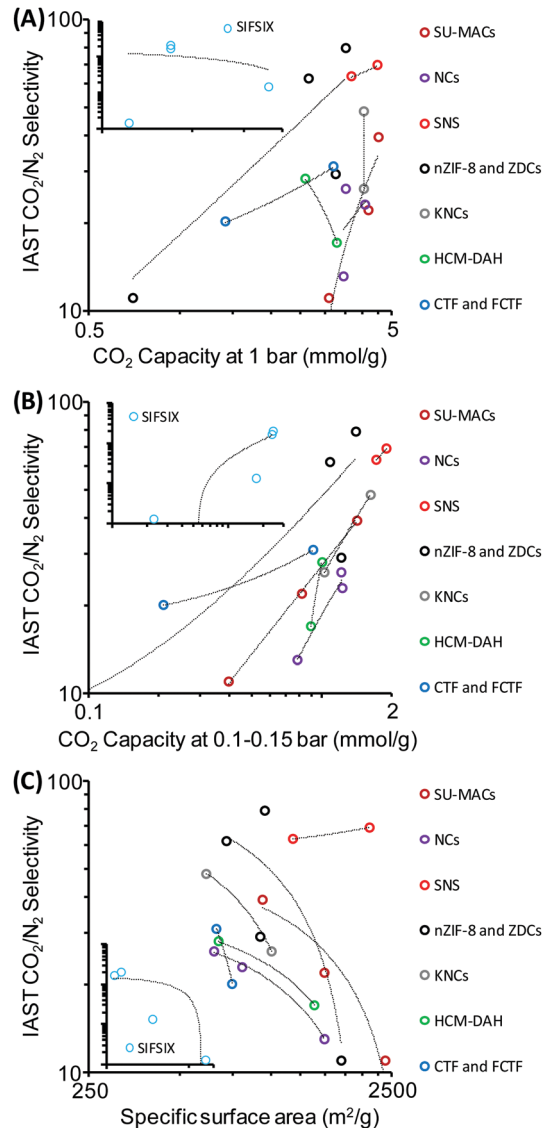 (A)
100
SIFSIX
IAST CO₂/N₂ Selectivity
10
0.5
5
CO₂ Capacity at 1 bar (mmol/g)
SU-MACs
NCs
SNS
nZIF-8 and ZDCs
KNCs
HCM-DAH
CTF and FCTF
(B)
100
SIFSIX
IAST CO₂/N₂ Selectivity
10
0.1
2
CO₂ Capacity at 0.1-0.15 bar (mmol/g)
SU-MACs
NCs
SNS
nZIF-8 and ZDCs
KNCs
HCM-DAH
CTF and FCTF
(C)
100
IAST CO₂/N₂ Selectivity
SIFSIX
10
250
2500
Specific surface area (m²/g)
SU-MACs
NCs
SNS
nZIF-8 and ZDCs
KNCs
HCM-DAH
CTF and FCTF